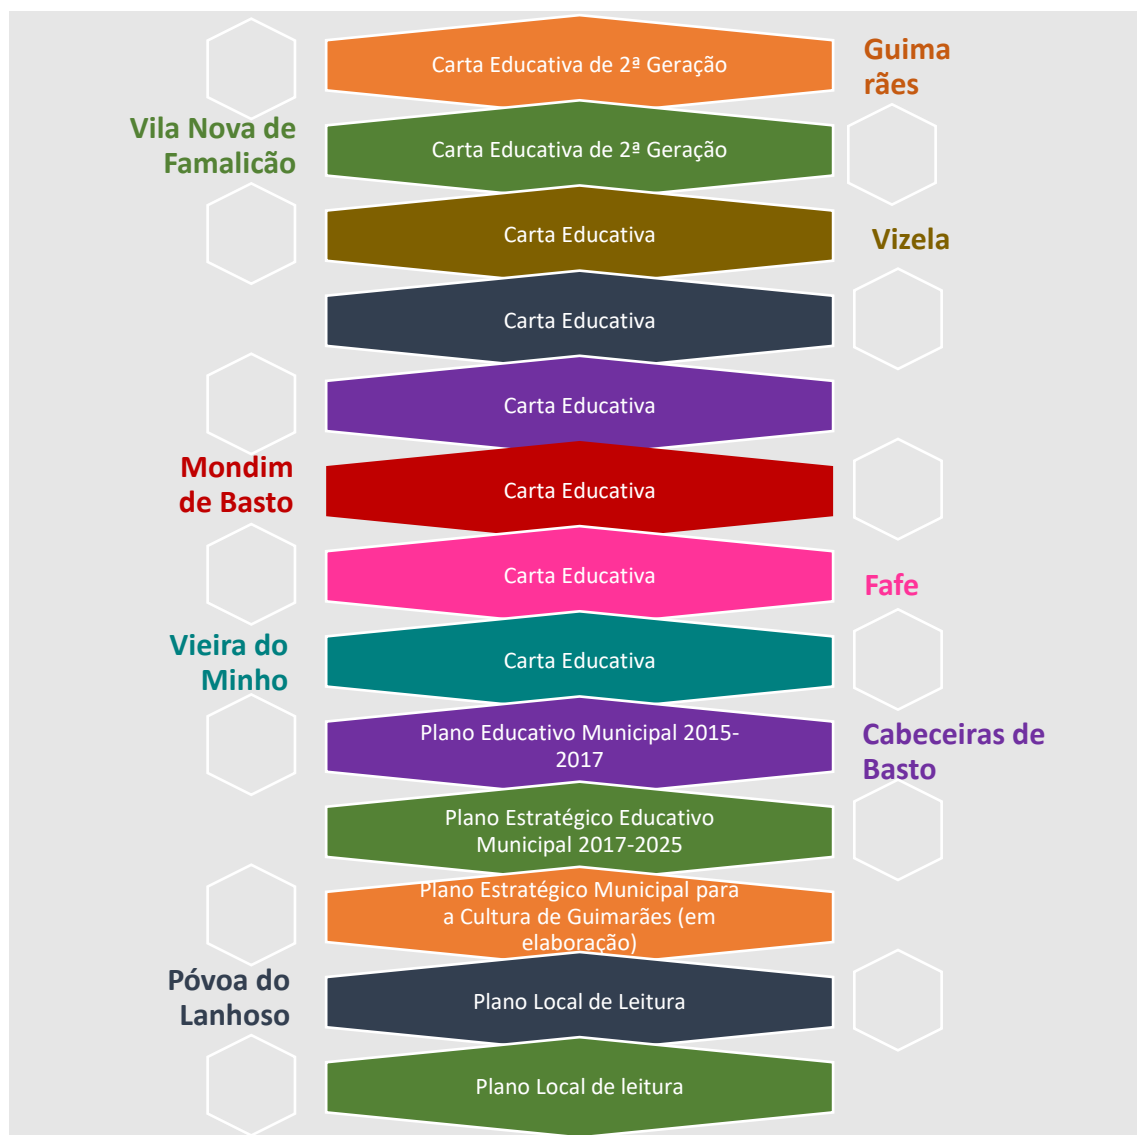 Carta Educativa de 2ª Geração
Guima
rães
Vila Nova de
Famalicão
Carta Educativa de 2ª Geração
Carta Educativa
Vizela
Carta Educativa
Carta Educativa
Mondim
de Basto
Carta Educativa
Carta Educativa
Fafe
Vieira do
Minho
Carta Educativa
Plano Educativo Municipal 2015-
2017
Cabeceiras de
Basto
Plano Estratégico Educativo
Municipal 2017-2025
Plano Estratégico Municipal para
a Cultura de Guimarães (em
elaboração)
Póvoa do
Lanhoso
Plano Local de Leitura
Plano Local de leitura